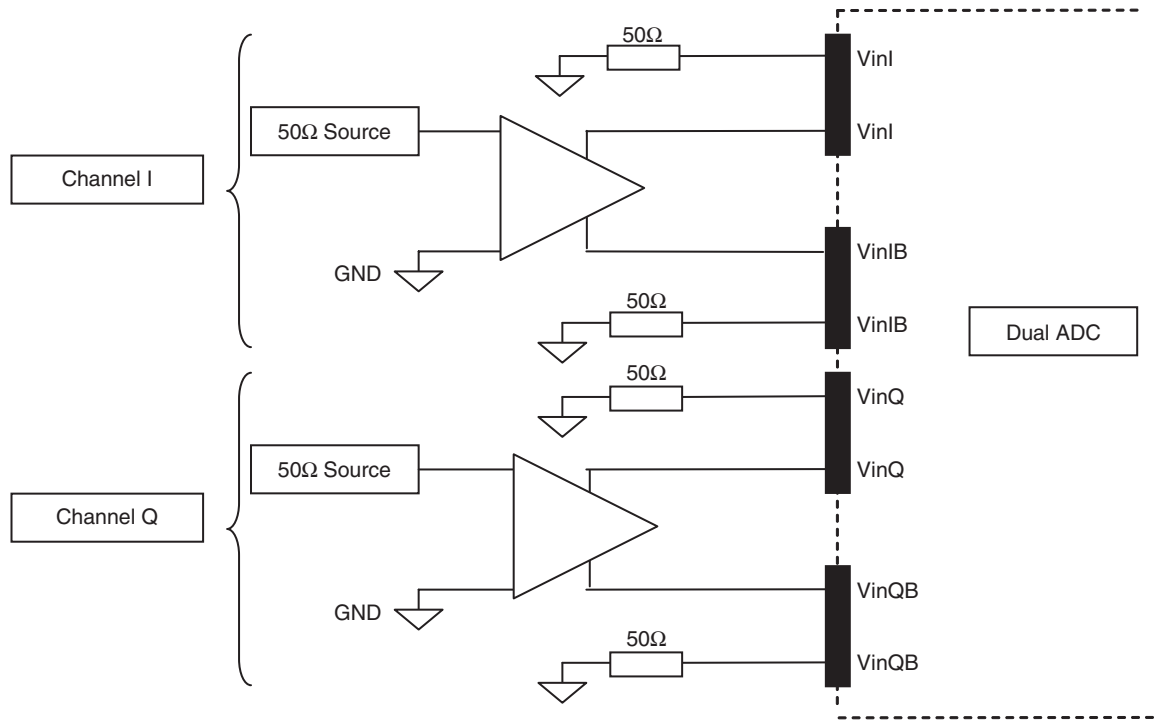 50Ω
VinI
50Ω Source
VinI
Channel I
VinIB
GND
50Ω
VinIB
Dual ADC
50Ω
VinQ
50Ω Source
VinQ
Channel Q
VinQB
GND
50Ω
VinQB